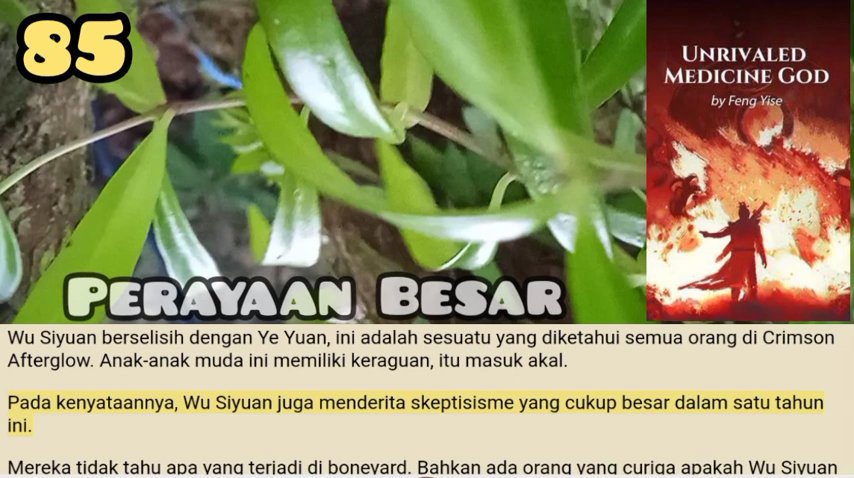 85
UNRIVALED
MEDICINE GOD
by Feng Yise
PERAYAAN BESAR
Wu Siyuan berselisih dengan Ye Yuan, ini adalah sesuatu yang diketahui semua orang di Crimson
Afterglow. Anak-anak muda ini memiliki keraguan, itu masuk akal.
Pada kenyataannya, Wu Siyuan juga menderita skeptisisme yang cukup besar dalam satu tahun
ini.
Mereka tidak tahu apa yang terjadi di boneyard. Bahkan ada orang yang curiga apakah Wu Siyuan